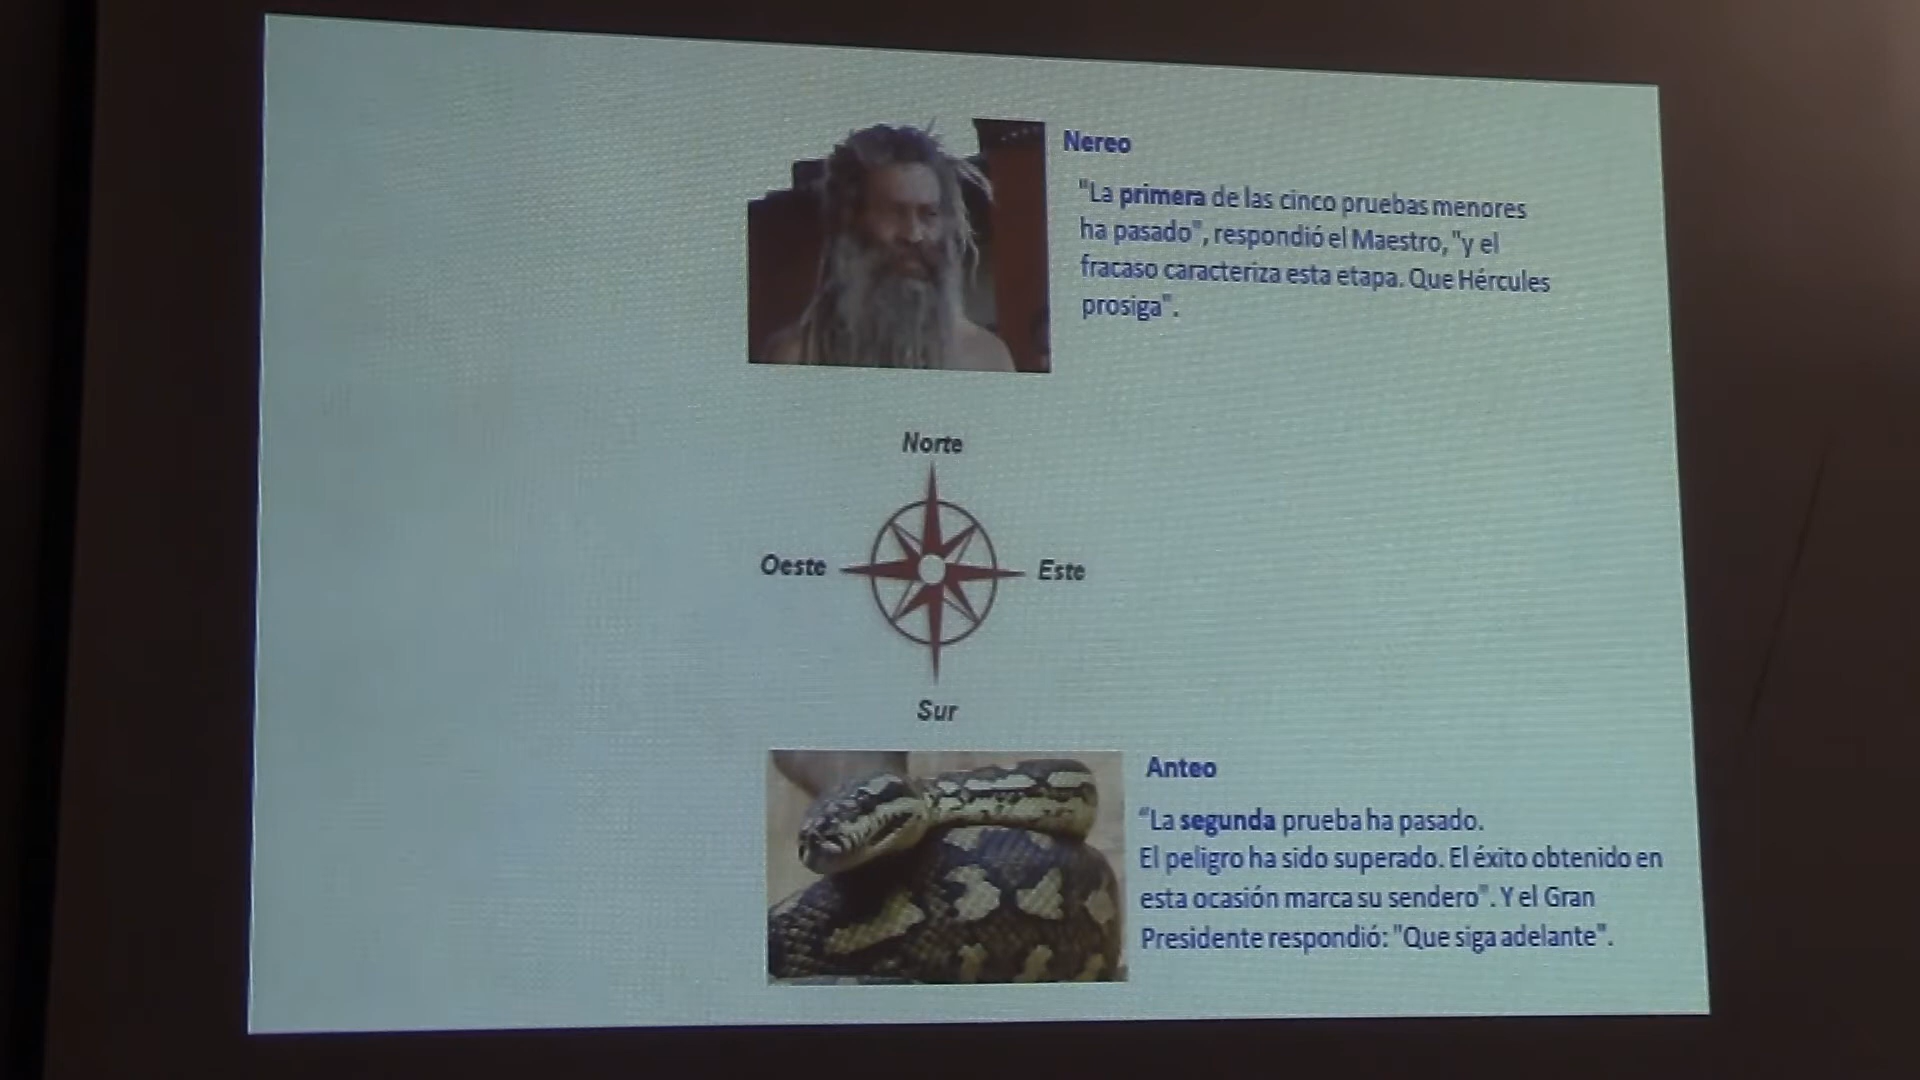 Nereo
"La primera de las cinco pruebas menores
ha pasado", respondió el Maestro, "y el
fracaso caracteriza esta etapa. Que Hércules
prosiga".
Norte
Oeste
Este
Sur
Anteo
“La segunda prueba ha pasado.
El peligro ha sido superado. El éxito obtenido en
esta ocasión marca su sendero". Y el Gran
Presidente respondió: "Que siga adelante".